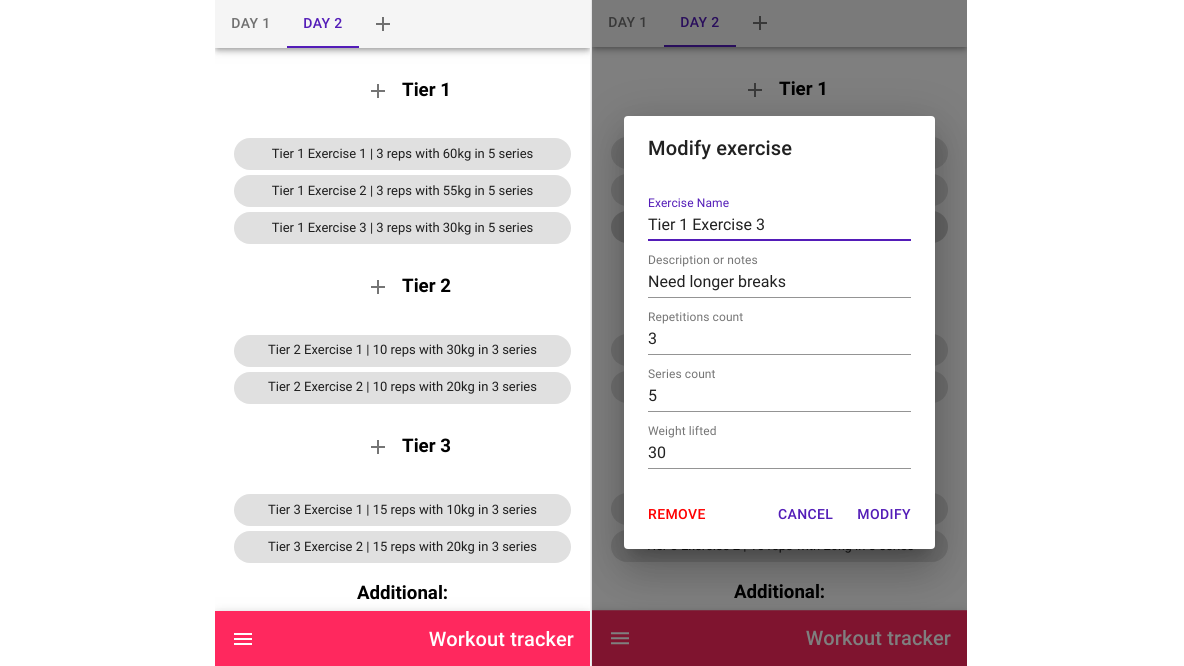 DAY 1 DAY 2 +
+ Tier 1
Tier 1 Exercise 1 | 3 reps with 60kg in 5 series
Tier 1 Exercise 2 | 3 reps with 55kg in 5 series
Tier 1 Exercise 3 | 3 reps with 30kg in 5 series
+ Tier 2
Tier 2 Exercise 1 | 10 reps with 30kg in 3 series
Tier 2 Exercise 2 | 10 reps with 20kg in 3 series
+ Tier 3
Tier 3 Exercise 1 | 15 reps with 10kg in 3 series
Tier 3 Exercise 2 | 15 reps with 20kg in 3 series
Additional:
Workout tracker
DAY 1 DAY 2 +
+ Tier 1
Modify exercise
Exercise Name
Tier 1 Exercise 3
Description or notes
Need longer breaks
Repetitions count
3
Series count
5
Weight lifted
30
REMOVE CANCEL MODIFY
Additional:
Workout tracker